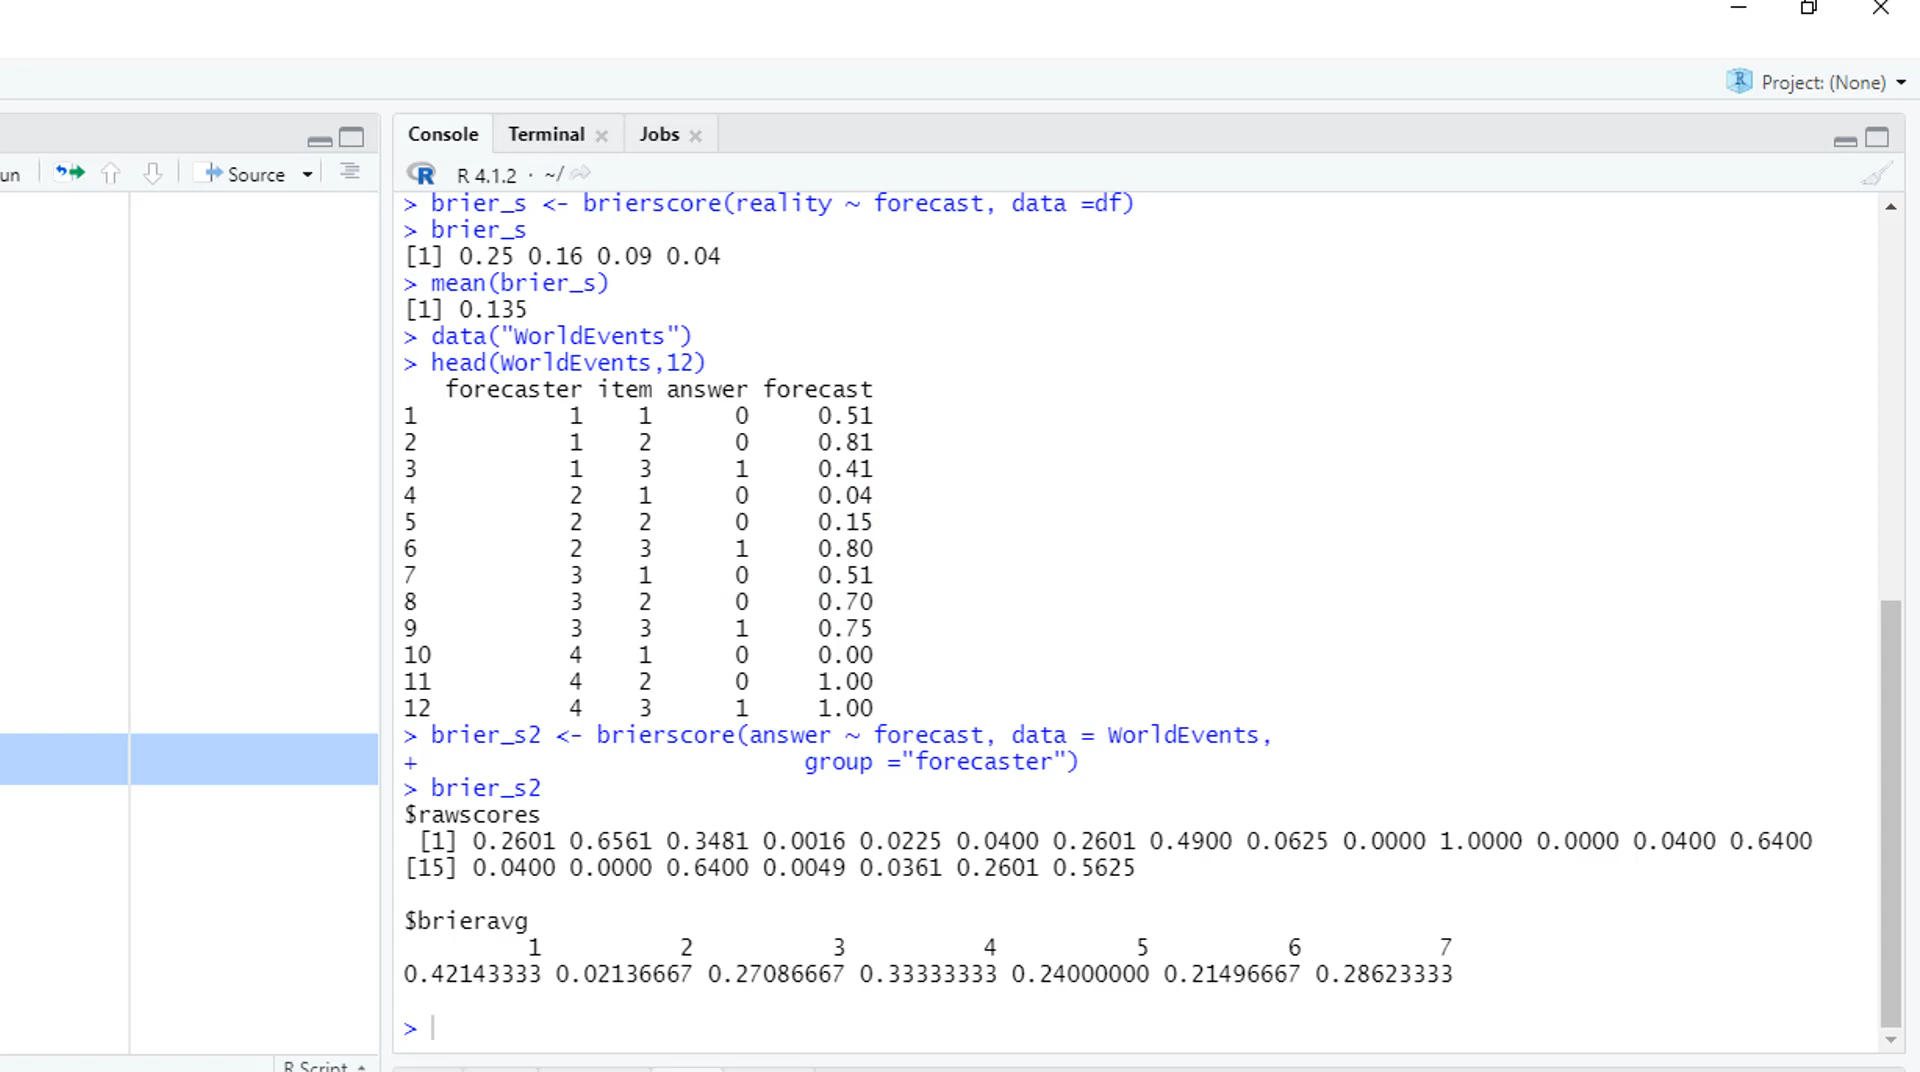 Project: (None)
Console Terminal Jobs
un Source R 4.1.2 · ~/
> brier_s <- brierscore(reality ~ forecast, data =df)
> brier_s
[1] 0.25 0.16 0.09 0.04
> mean(brier_s)
[1] 0.135
> data("WorldEvents")
> head(WorldEvents,12)
forecaster item answer forecast
1 1 1 0 0.51
2 1 2 0 0.81
3 1 3 1 0.41
4 2 1 0 0.04
5 2 2 0 0.15
6 2 3 1 0.80
7 3 1 0 0.51
8 3 2 0 0.70
9 3 3 1 0.75
10 4 1 0 0.00
11 4 2 0 1.00
12 4 3 1 1.00
> brier_s2 <- brierscore(answer ~ forecast, data = WorldEvents,
+ group ="forecaster")
> brier_s2
$rawscores
[1] 0.2601 0.6561 0.3481 0.0016 0.0225 0.0400 0.2601 0.4900 0.0625 0.0000 1.0000 0.0000 0.0400 0.6400
[15] 0.0400 0.0000 0.6400 0.0049 0.0361 0.2601 0.5625
$brieravg
1 2 3 4 5 6 7
0.42143333 0.02136667 0.27086667 0.33333333 0.24000000 0.21496667 0.28623333
>
R Script